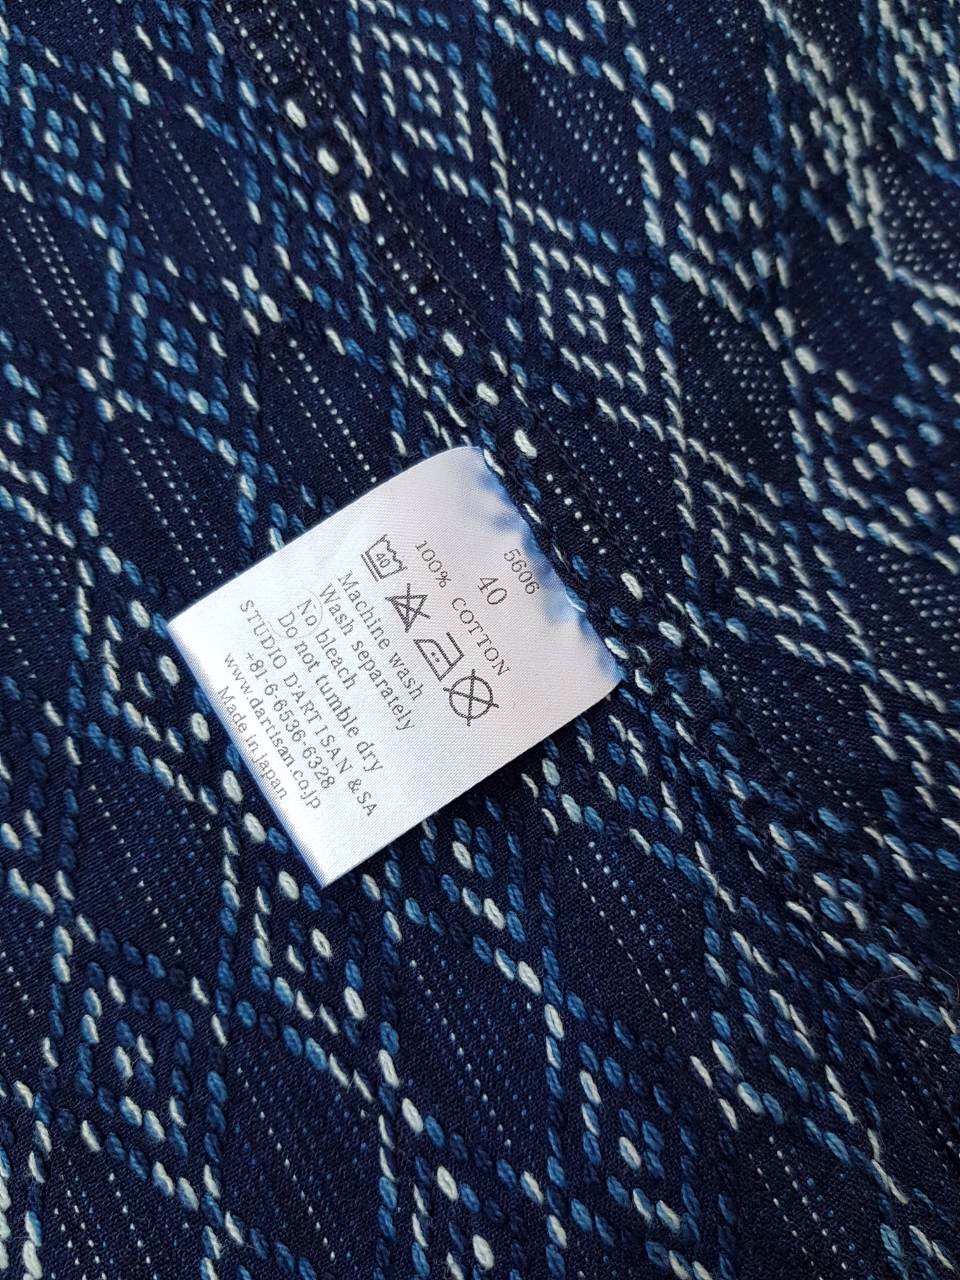 5606
40
100% COTTON
40
Machine wash
Wash separately
No bleach
Do not tumble dry
STUDIO D'ARTISAN & SA
+81-6-6536-6328
www.dartisan.co.jp
Made in Japan